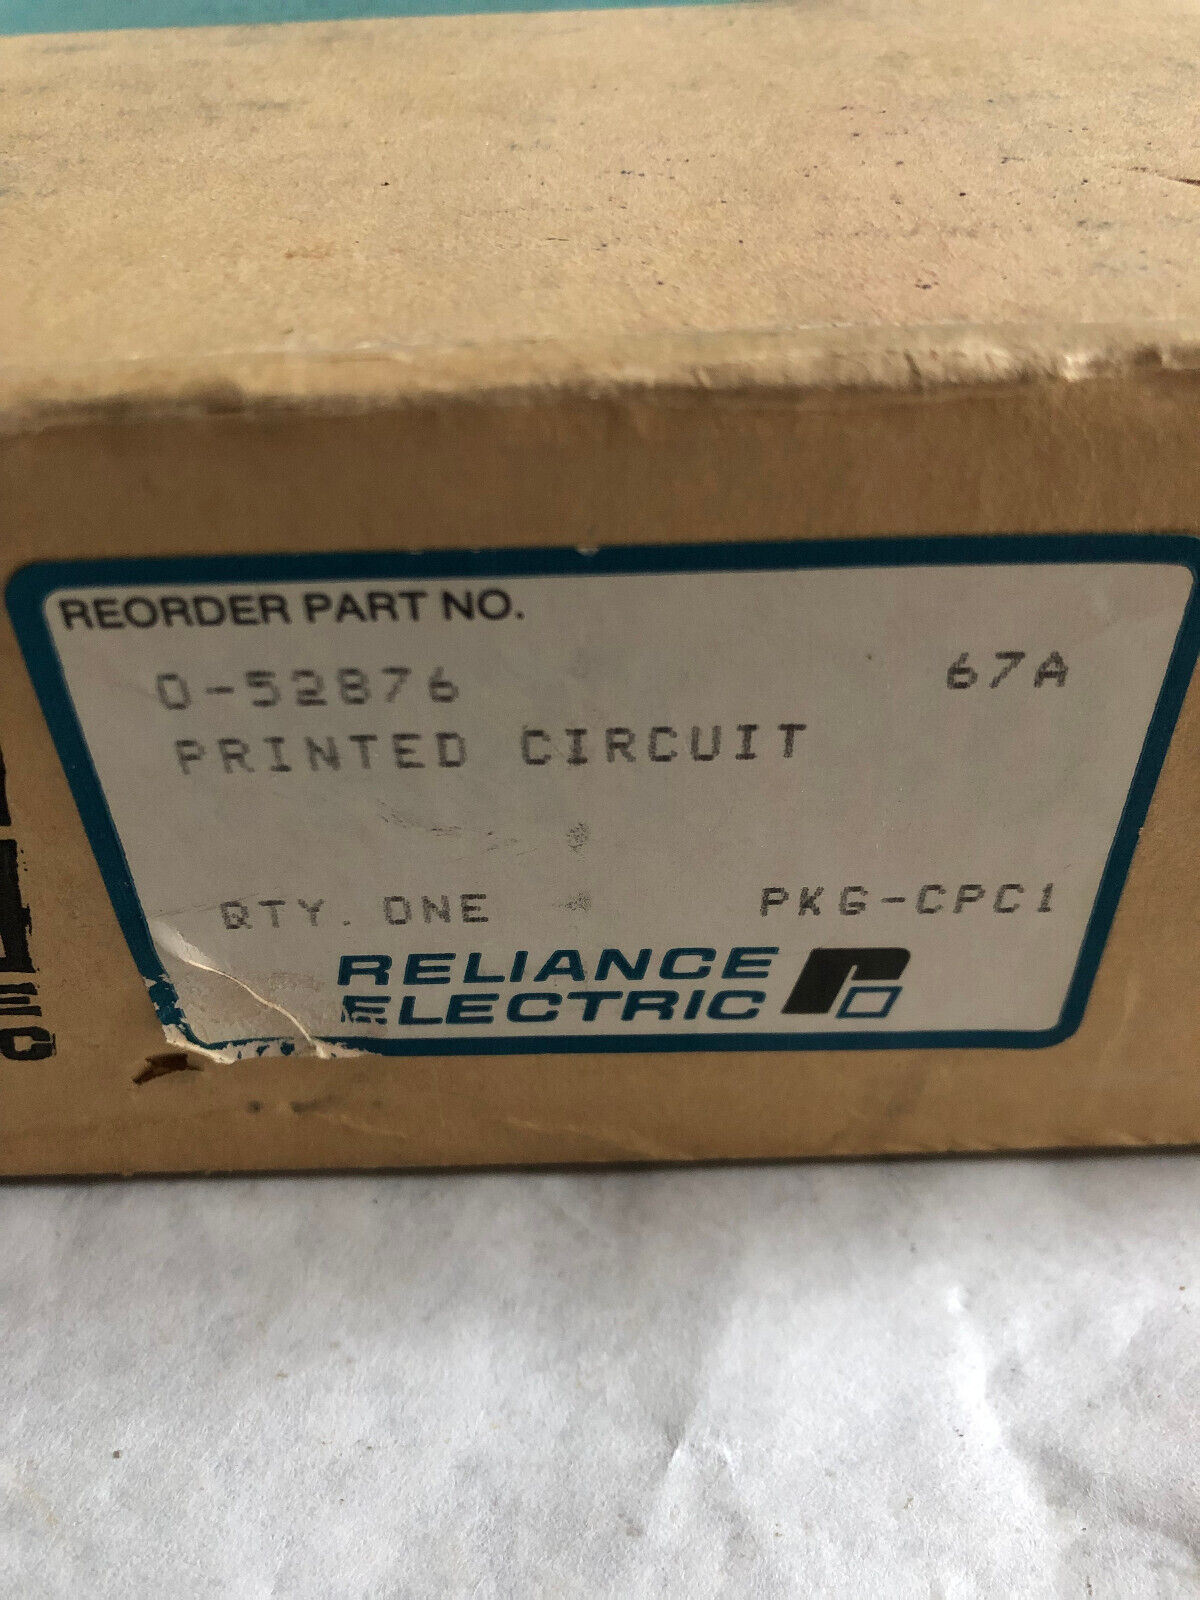 REORDER PART NO.
0-52876 67A
PRINTED CIRCUIT
QTY. ONE PKG-CPC1
RELIANCE
ELECTRIC